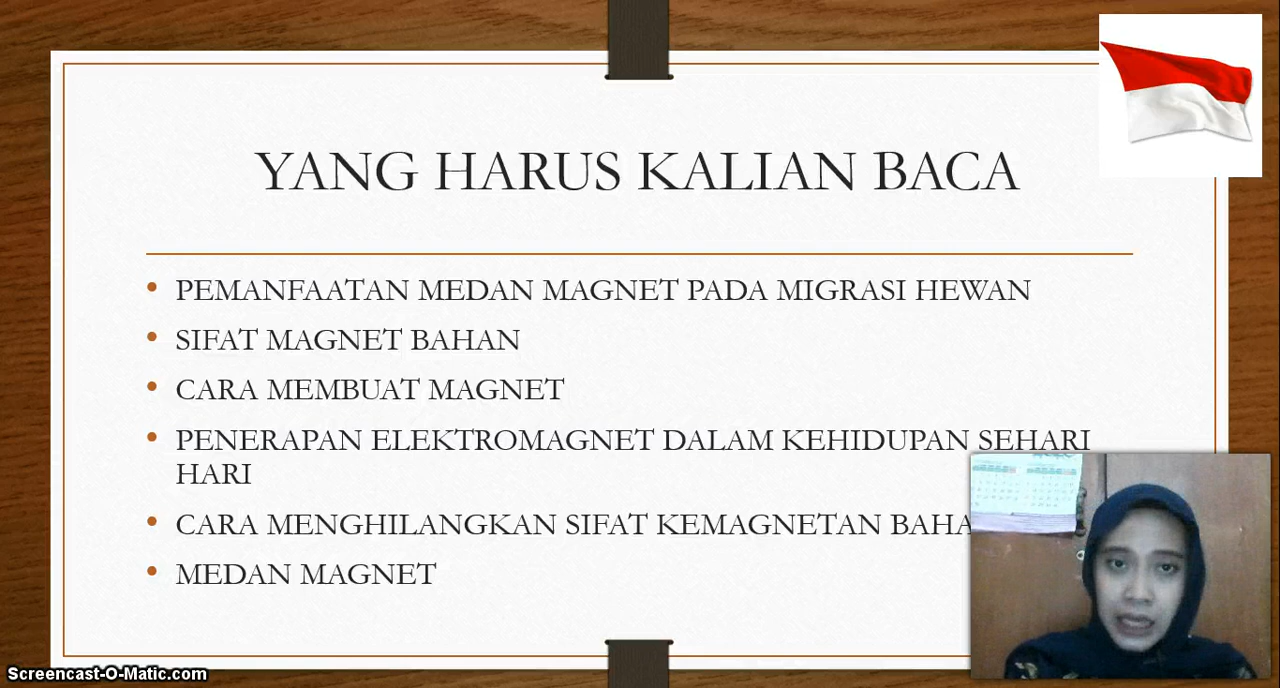 YANG HARUS KALIAN BACA
• PEMANFAATAN MEDAN MAGNET PADA MIGRASI HEWAN
• SIFAT MAGNET BAHAN
• CARA MEMBUAT MAGNET
• PENERAPAN ELEKTROMAGNET DALAM KEHIDUPAN SEHARI
HARI
• CARA MENGHILANGKAN SIFAT KEMAGNETAN
• MEDAN MAGNET
Screencast-O-Matic.com